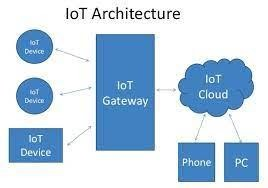 IoT Architecture
IoT
Device
IoT
Device
IoT
Device
IoT
Gateway
IoT
Cloud
Phone
PC